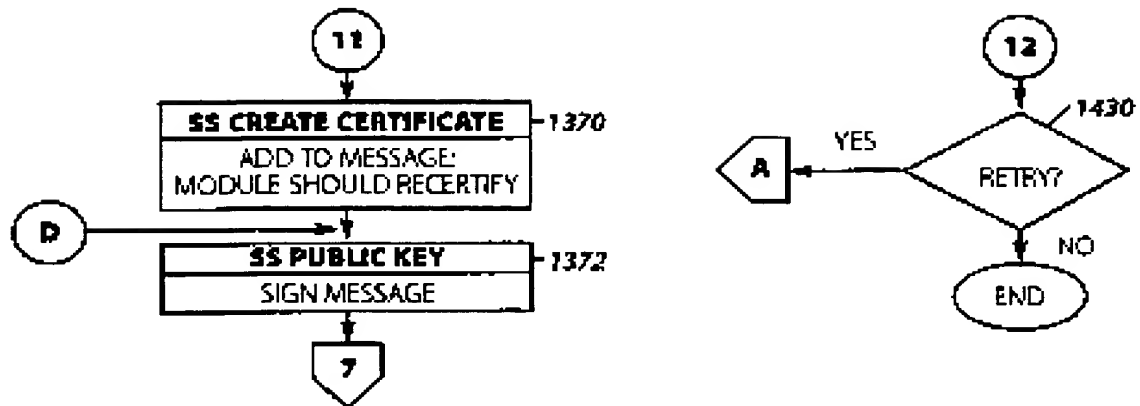 11
SS CREATE CERTIFICATE
1370
ADD TO MESSAGE:
MODULE SHOULD RECERTIFY
D
SS PUBLIC KEY
1372
SIGN MESSAGE
7
12
1430
YES
A
RETRY?
NO
END